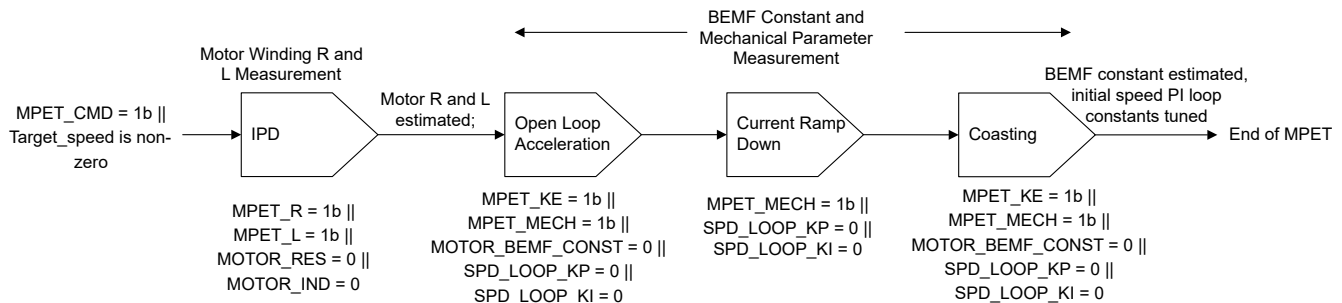 BEMF Constant and
Mechanical Parameter
Measurement
Motor Winding R and
L Measurement
MPET_CMD = 1b ||
Target_speed is non-
zero
IPD
Motor R and L
estimated;
Open Loop
Acceleration
Current Ramp
Down
Coasting
BEMF constant estimated,
initial speed PI loop
constants tuned
End of MPET
MPET_R = 1b ||
MPET_L = 1b ||
MOTOR_RES = 0 ||
MOTOR_IND = 0
MPET_KE = 1b ||
MPET_MECH = 1b ||
MOTOR_BEMF_CONST = 0 ||
SPD_LOOP_KP = 0 ||
SPD_LOOP_KI = 0
MPET_MECH = 1b ||
SPD_LOOP_KP = 0 ||
SPD_LOOP_KI = 0
MPET_KE = 1b ||
MPET_MECH = 1b ||
MOTOR_BEMF_CONST = 0 ||
SPD_LOOP_KP = 0 ||
SPD_LOOP_KI = 0